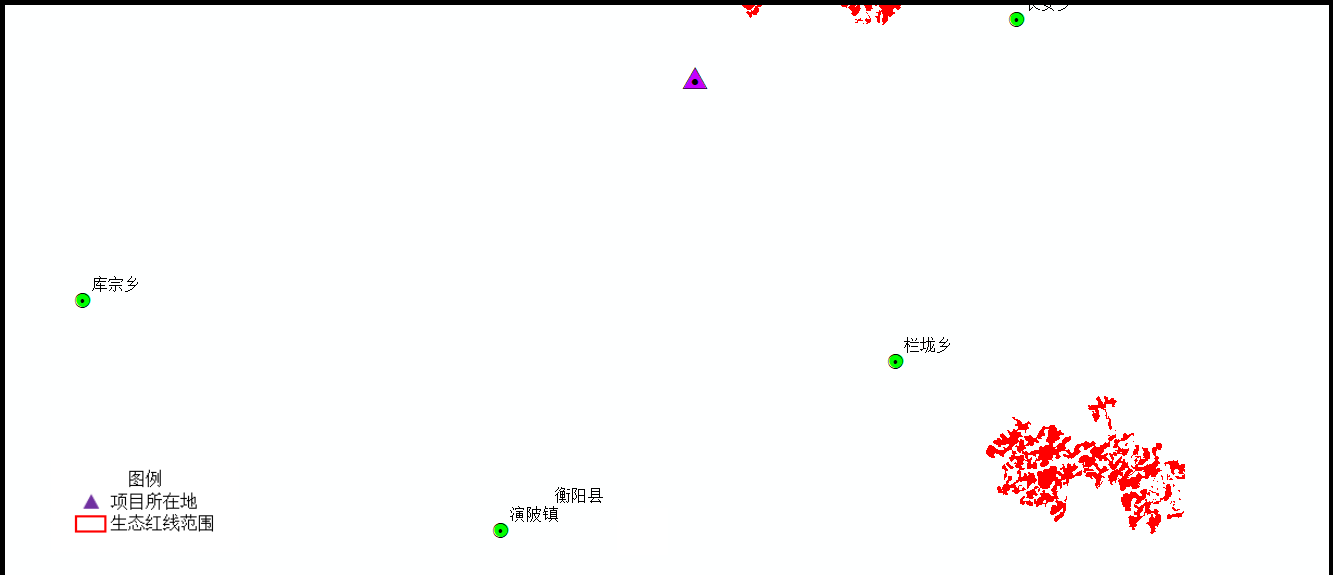 库宗乡
栏垅乡
图例
项目所在地
生态红线范围
衡阳县
演陂镇